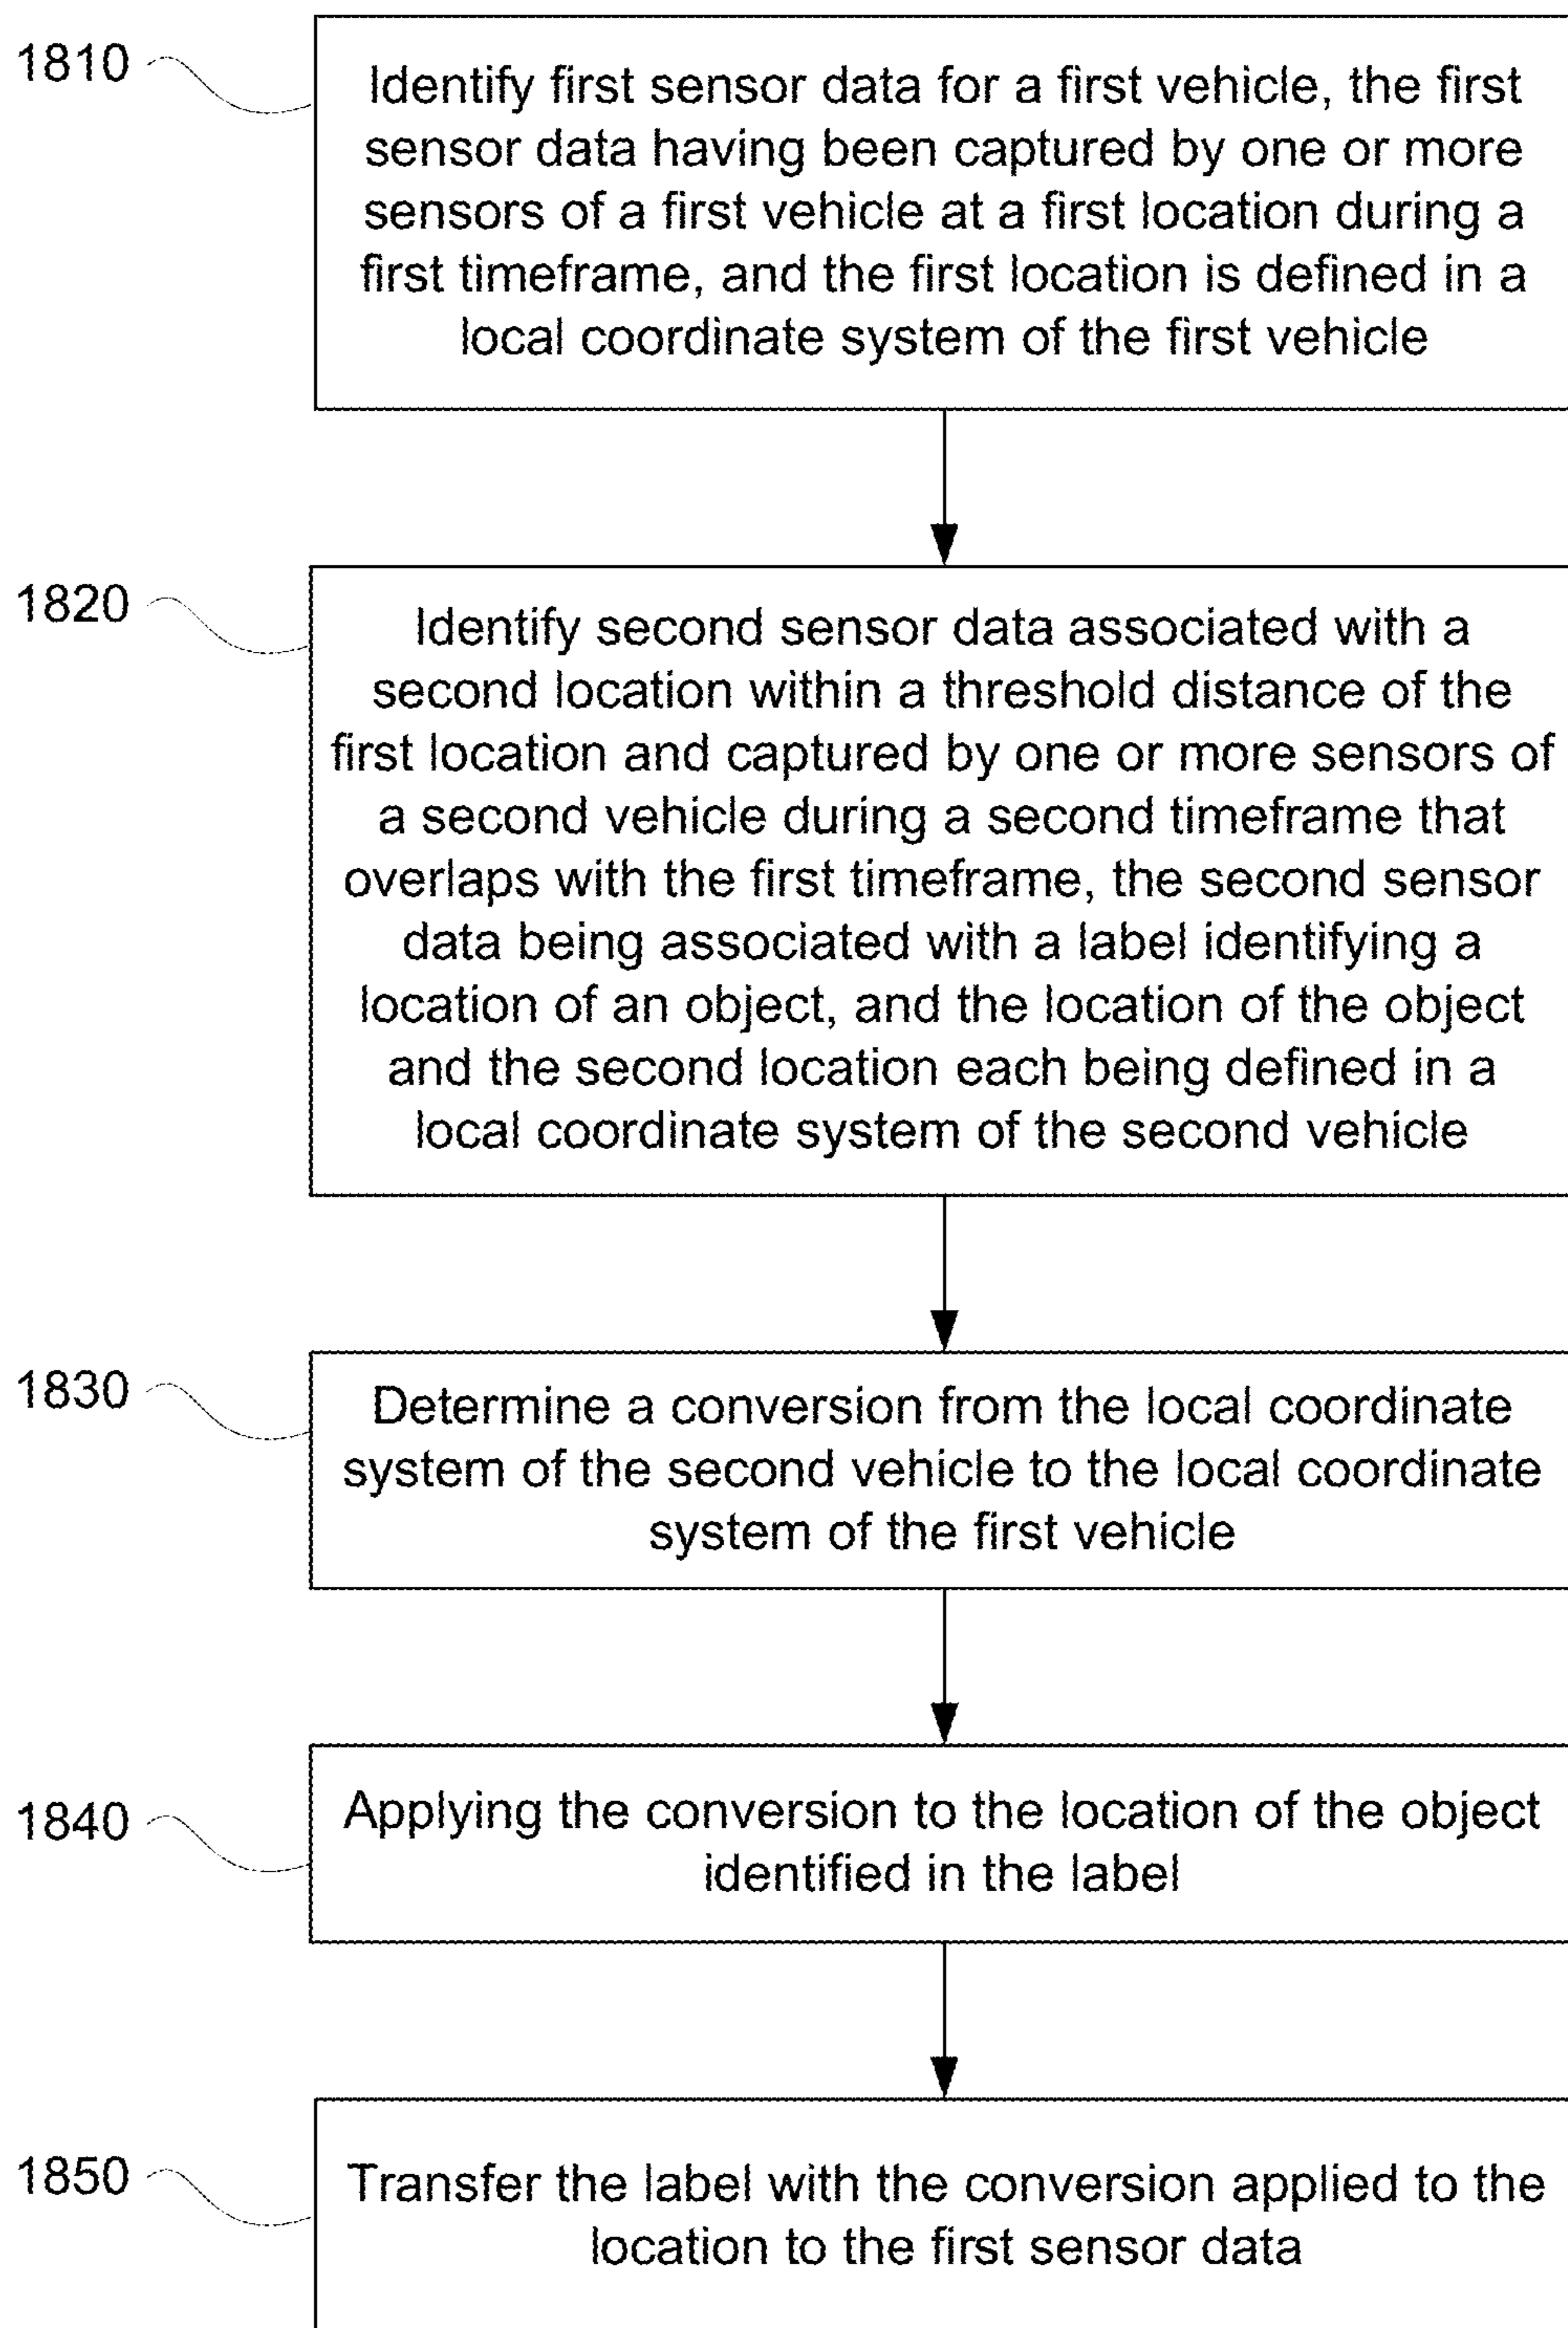 1810
Identify first sensor data for a first vehicle, the first
sensor data having been captured by one or more
sensors of a first vehicle at a first location during a
first timeframe, and the first location is defined in a
local coordinate system of the first vehicle
1820
Identify second sensor data associated with a
second location within a threshold distance of the
first location and captured by one or more sensors of
a second vehicle during a second timeframe that
overlaps with the first timeframe, the second sensor
data being associated with a label identifying a
location of an object, and the location of the object
and the second location each being defined in a
local coordinate system of the second vehicle
1830
Determine a conversion from the local coordinate
system of the second vehicle to the local coordinate
system of the first vehicle
1840
Applying the conversion to the location of the object
identified in the label
1850
Transfer the label with the conversion applied to the
location to the first sensor data